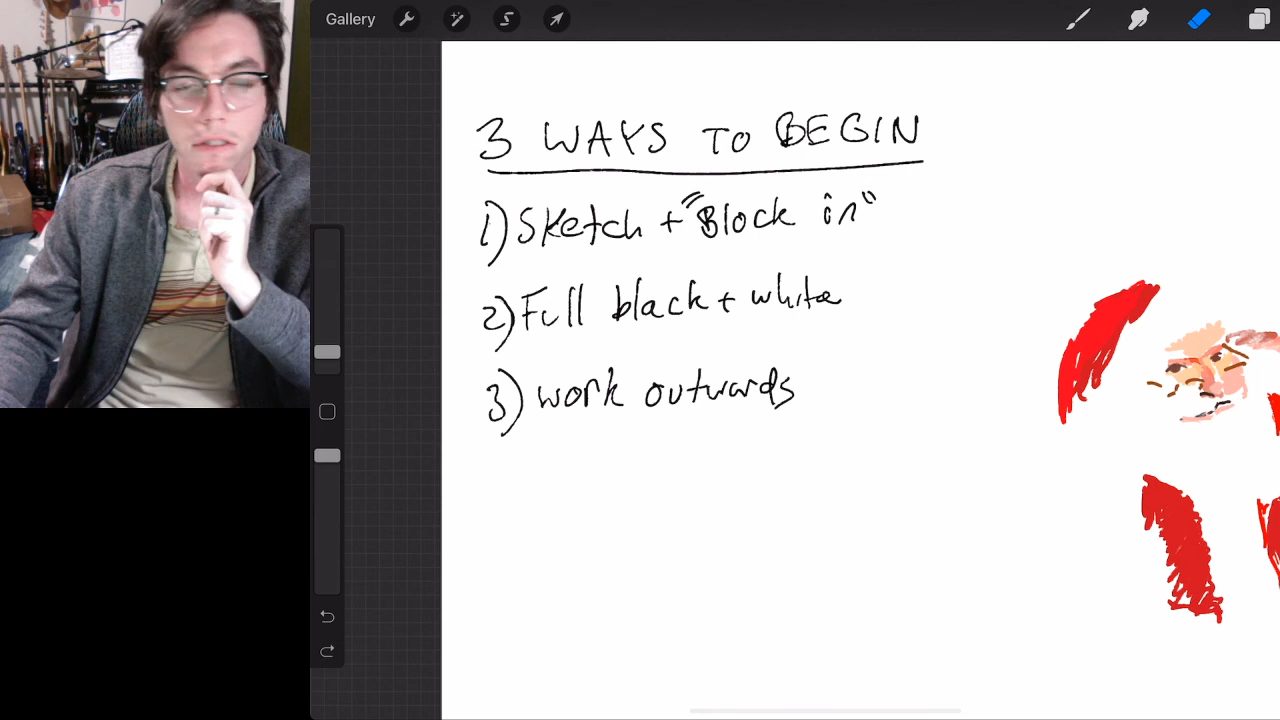 Gallery
3 WAYS TO BEGIN
1) Sketch + "Block in"
2) Full black + white
3) work outwards